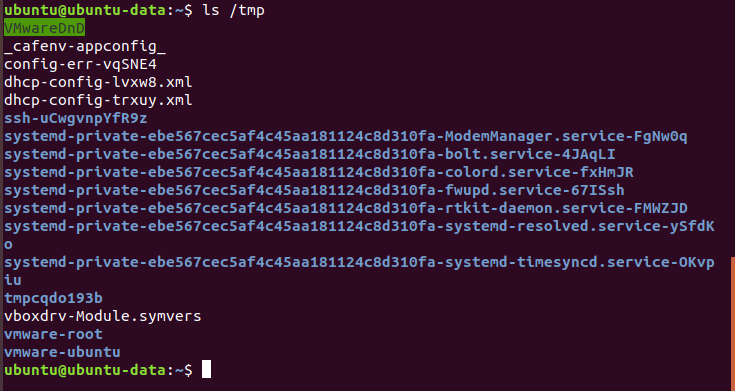 ubuntu@ubuntu-data:~$ ls /tmp
VMwareDnD
_cafenv-appconfig_
config-err-vqSNE4
dhcp-config-lvxw8.xml
dhcp-config-trxuy.xml
ssh-uCwgvnpYfR9z
systemd-private-ebe567cec5af4c45aa181124c8d310fa-ModemManager.service-FgNw0q
systemd-private-ebe567cec5af4c45aa181124c8d310fa-bolt.service-4JAqLI
systemd-private-ebe567cec5af4c45aa181124c8d310fa-colord.service-fxHmJR
systemd-private-ebe567cec5af4c45aa181124c8d310fa-fwupd.service-67ISsh
systemd-private-ebe567cec5af4c45aa181124c8d310fa-rtkit-daemon.service-FMWZJD
systemd-private-ebe567cec5af4c45aa181124c8d310fa-systemd-resolved.service-ySfdK
o
systemd-private-ebe567cec5af4c45aa181124c8d310fa-systemd-timesyncd.service-OKvp
iu
tmpcqdo193b
vboxdrv-Module.symvers
vmware-root
vmware-ubuntu
ubuntu@ubuntu-data:~$